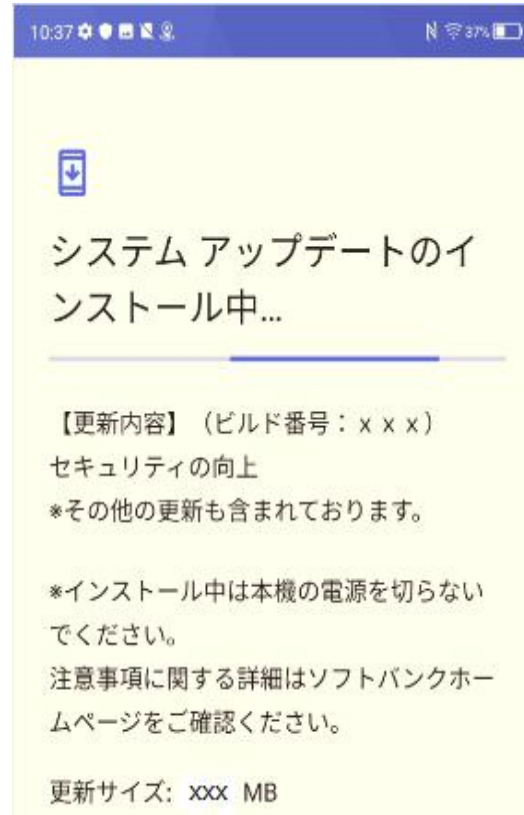 10:37
37%
システム アップデートのイ
ンストール中...
【更新内容】（ビルド番号：ｘｘｘ）
セキュリティの向上
※その他の更新も含まれております。
※インストール中は本機の電源を切らない
でください。
注意事項に関する詳細はソフトバンクホー
ムページをご確認ください。
更新サイズ: xxx MB